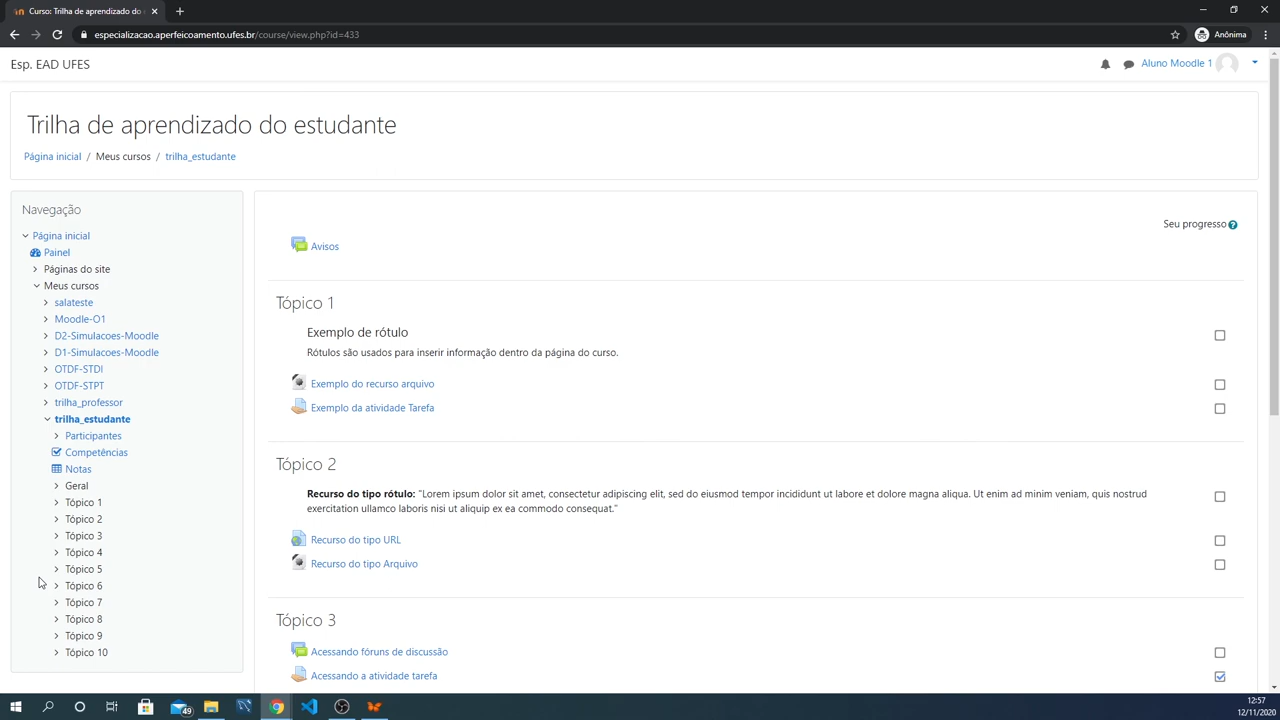 Curso: Trilha de aprendizado do
especializacao.aperfeicoamento.ufes.br/course/view.php?id=433
Anônima
Esp. EAD UFES
Aluno Moodle 1
Trilha de aprendizado do estudante
Página inicial / Meus cursos / trilha_estudante
Navegação
Página inicial
Painel
Páginas do site
Meus cursos
salateste
Moodle-O1
D2-Simulacoes-Moodle
D1-Simulacoes-Moodle
OTDF-STDI
OTDF-STPT
trilha_professor
trilha_estudante
Participantes
Competências
Notas
Geral
Tópico 1
Tópico 2
Tópico 3
Tópico 4
Tópico 5
Tópico 6
Tópico 7
Tópico 8
Tópico 9
Tópico 10
Seu progresso
Avisos
Tópico 1
Exemplo de rótulo
Rótulos são usados para inserir informação dentro da página do curso.
Exemplo do recurso arquivo
Exemplo da atividade Tarefa
Tópico 2
Recurso do tipo rótulo: "Lorem ipsum dolor sit amet, consectetur adipiscing elit, sed do eiusmod tempor incididunt ut labore et dolore magna aliqua. Ut enim ad minim veniam, quis nostrud
exercitation ullamco laboris nisi ut aliquip ex ea commodo consequat."
Recurso do tipo URL
Recurso do tipo Arquivo
Tópico 3
Acessando fóruns de discussão
Acessando a atividade tarefa
49
12:57
12/11/2020